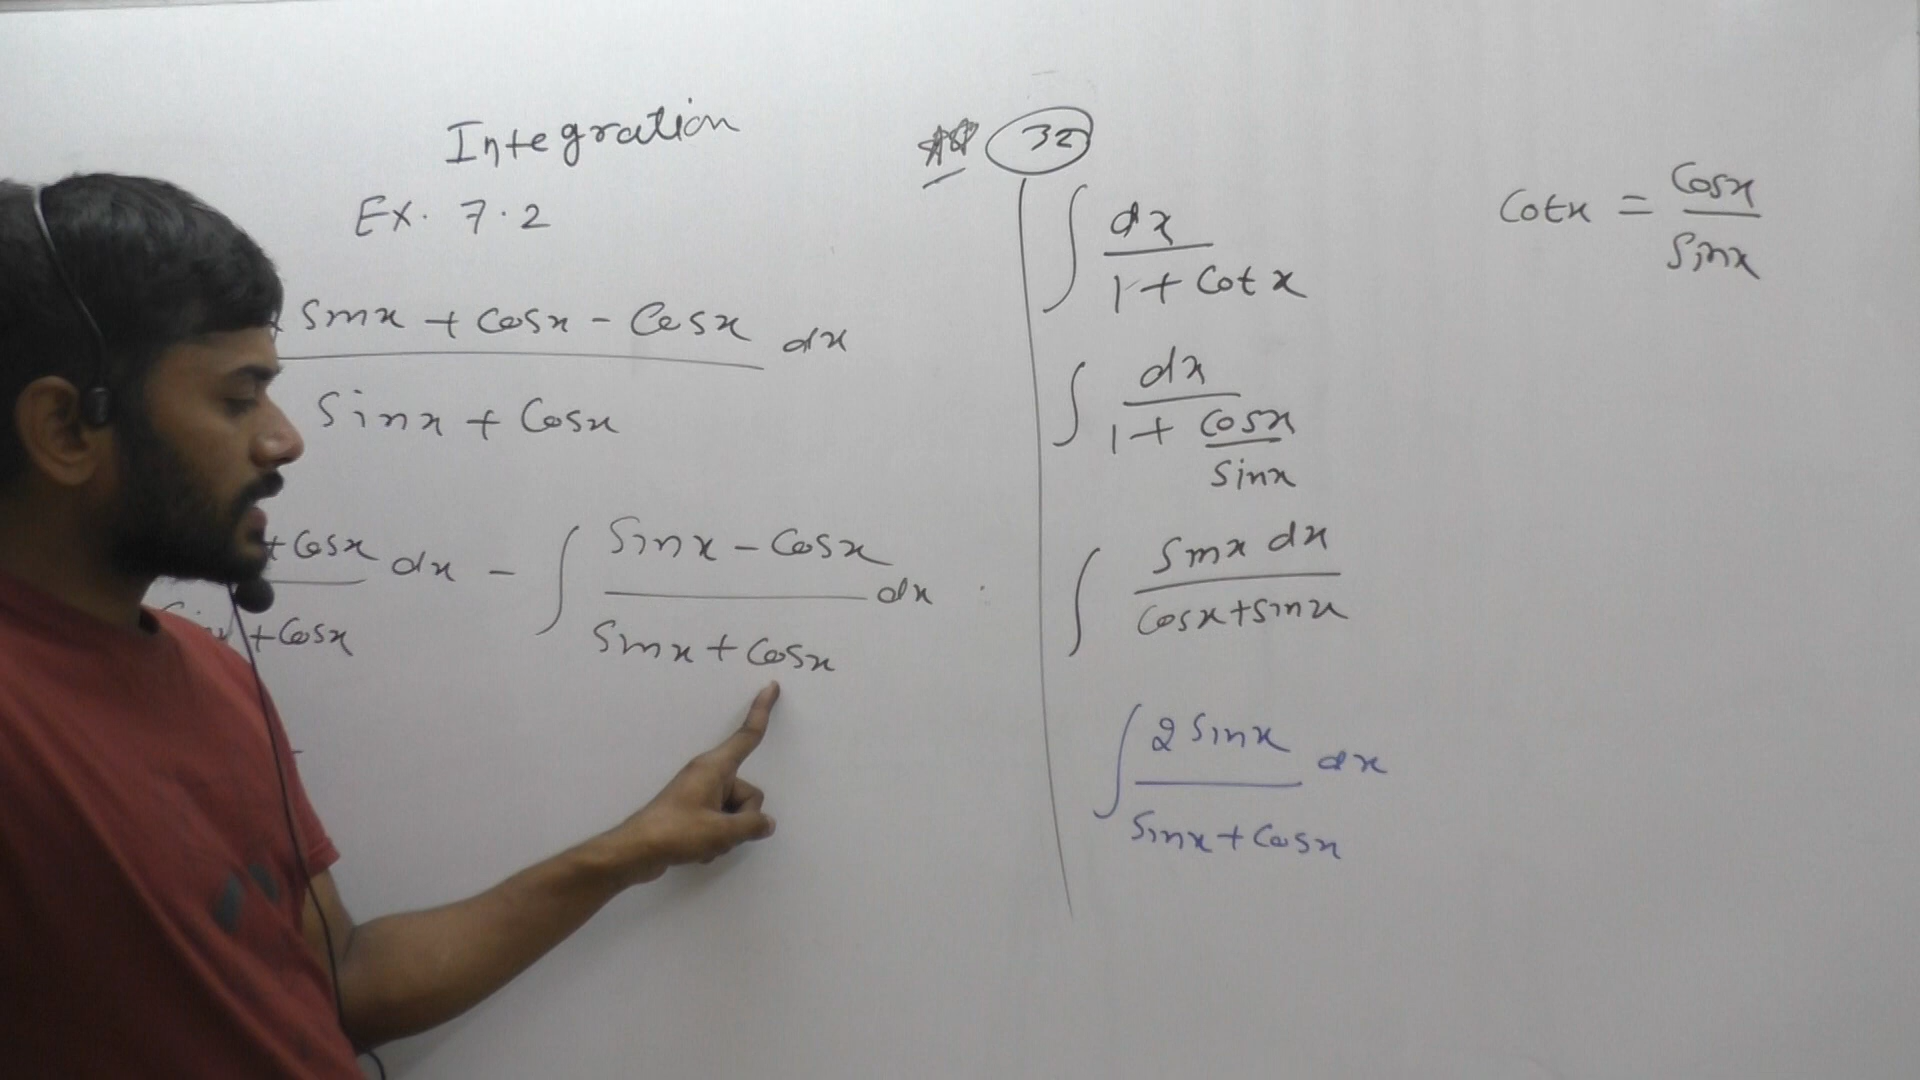 Integration
Ex. 7.2
sinx + cosx - cosx dx
sinx + cosx
+ cosx dx - ∫ sinx - cosx dx
+ cosx sinx + cosx
32
∫ dx
1 + cotx
∫ dx
1 + cosx
sinx
∫ sinx dx
cosx + sinx
∫ 2 sinx dx
sinx + cosx
cotx = cosx
sinx